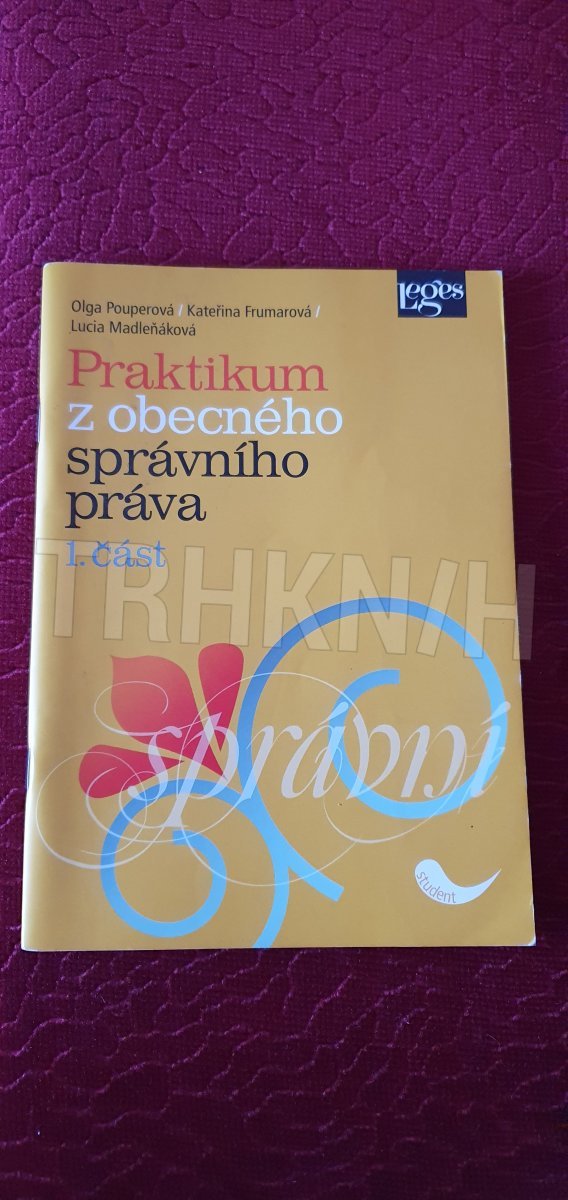 Leges
Olga Pouperová / Kateřina Frumarová /
Lucia Madleňáková
Praktikum
z obecného
správního
práva
1. část
TRHKNIH
správní
student